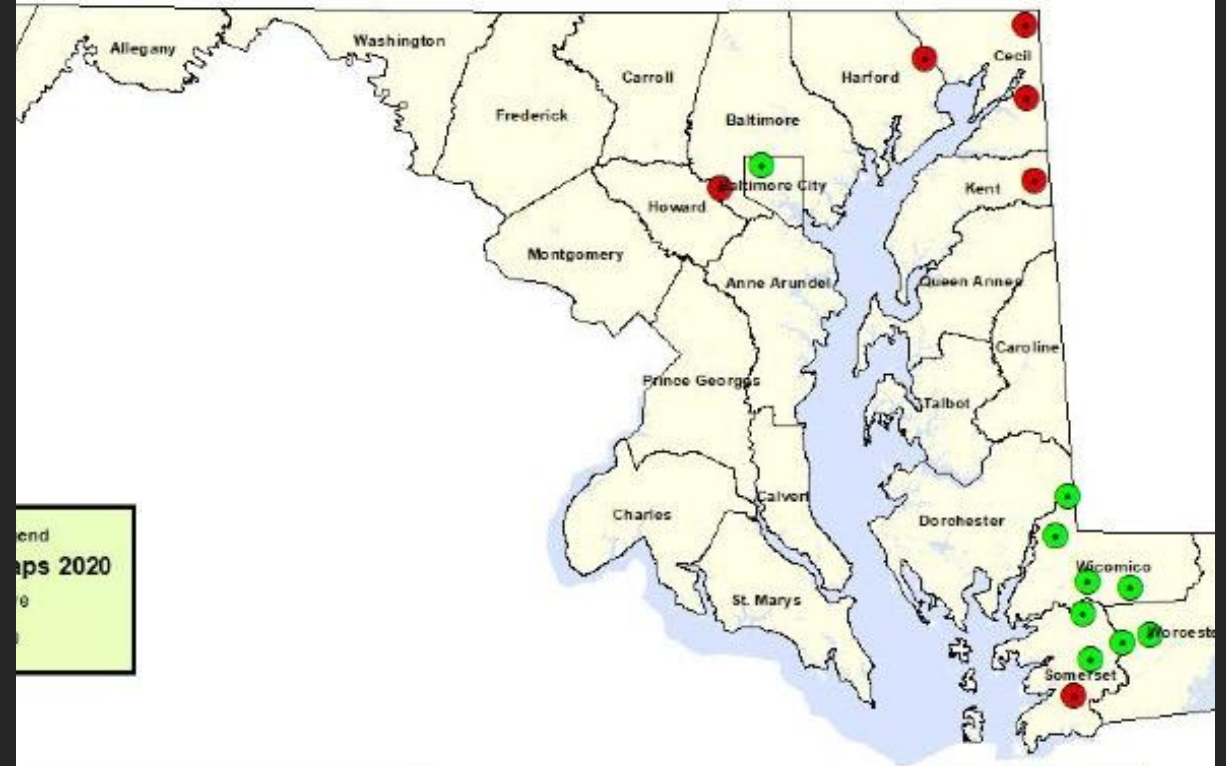 Allegany
Washington
Frederick
Carroll
Baltimore
Harford
Cecil
Baltimore City
Howard
Kent
Montgomery
Anne Arundel
Queen Annes
Caroline
Prince Georges
Talbot
Calvert
Charles
Dorchester
St. Marys
Wicomico
Worceste
Somerset
end
aps 2020